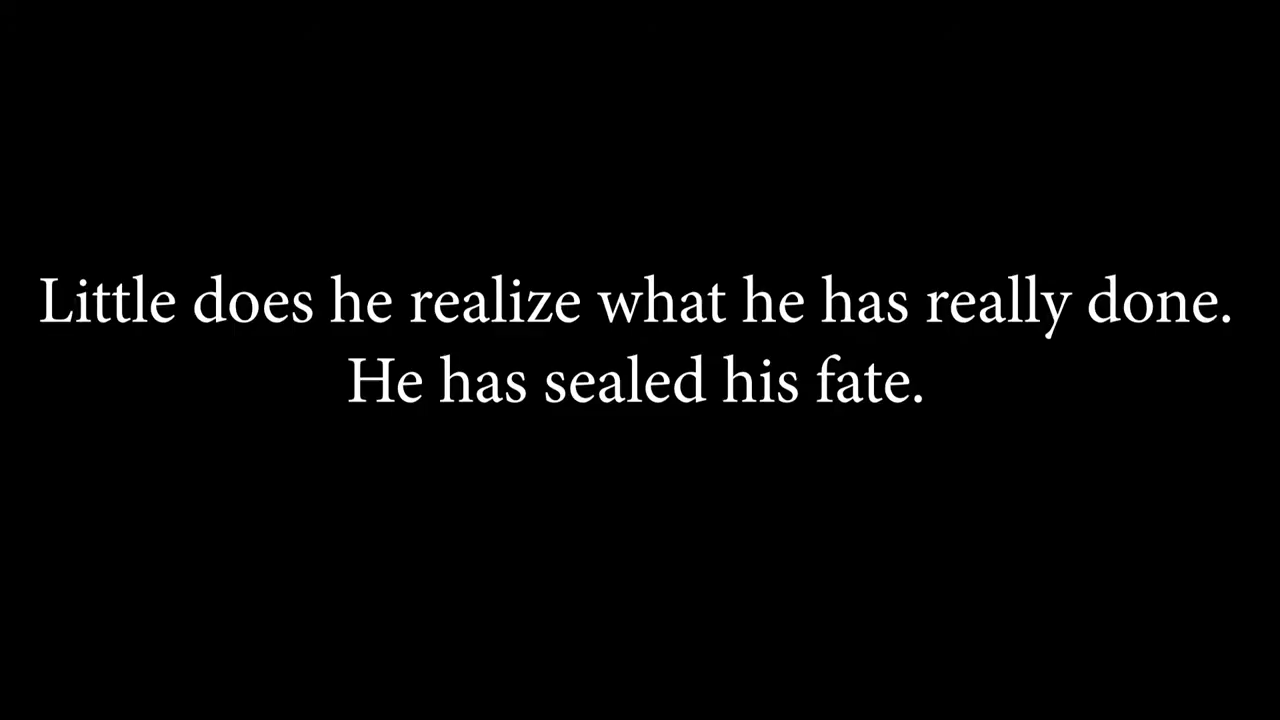 Little does he realize what he has really done.
He has sealed his fate.